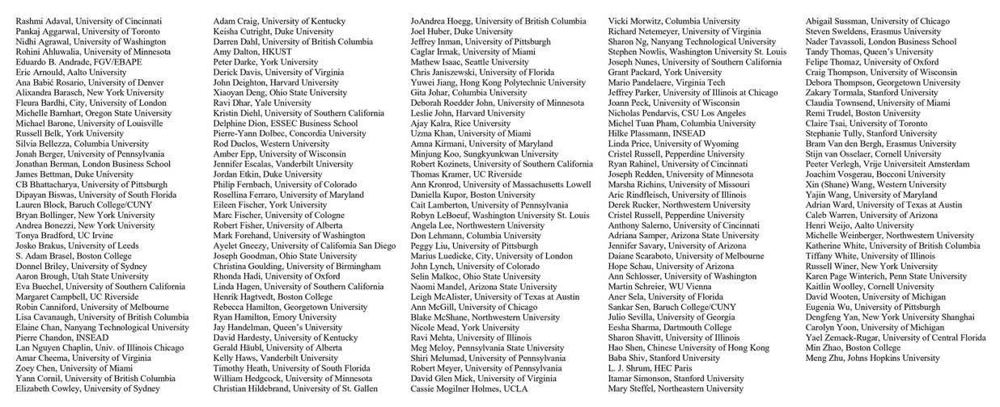 Rashmi Adaval, University of Cincinnati
Pankaj Aggarwal, University of Toronto
Nidhi Agrawal, University of Washington
Rohini Ahluwalia, University of Minnesota
Eduardo B. Andrade, FGV/EBAPE
Eric Arnould, Aalto University
Ana Babić Rosario, University of Denver
Alixandra Barasch, New York University
Fleura Bardhi, City, University of London
Michelle Barnhart, Oregon State University
Michael Barone, University of Louisville
Russell Belk, York University
Silvia Bellezza, Columbia University
Jonah Berger, University of Pennsylvania
Jonathan Berman, London Business School
James Bettman, Duke University
CB Bhattacharya, University of Pittsburgh
Dipayan Biswas, University of South Florida
Lauren Block, Baruch College/CUNY
Bryan Bollinger, New York University
Andrea Bonezzi, New York University
Tonya Bradford, UC Irvine
Josko Brakus, University of Leeds
S. Adam Brasel, Boston College
Donnel Briley, University of Sydney
Aaron Brough, Utah State University
Eva Buechel, University of Southern California
Margaret Campbell, UC Riverside
Robin Canniford, University of Melbourne
Lisa Cavanaugh, University of British Columbia
Elaine Chan, Nanyang Technological University
Pierre Chandon, INSEAD
Lan Nguyen Chaplin, Univ. of Illinois Chicago
Amar Cheema, University of Virginia
Zoey Chen, University of Miami
Yann Cornil, University of British Columbia
Elizabeth Cowley, University of Sydney
Adam Craig, University of Kentucky
Keisha Cutright, Duke University
Darren Dahl, University of British Columbia
Amy Dalton, HKUST
Peter Darke, York University
Derick Davis, University of Virginia
John Deighton, Harvard University
Xiaoyan Deng, Ohio State University
Ravi Dhar, Yale University
Kristin Diehl, University of Southern California
Delphine Dion, ESSEC Business School
Pierre-Yann Dolbec, Concordia University
Rod Duclos, Western University
Amber Epp, University of Wisconsin
Jennifer Escalas, Vanderbilt University
Jordan Etkin, Duke University
Philip Fernbach, University of Colorado
Rosellina Ferraro, University of Maryland
Eileen Fischer, York University
Marc Fischer, University of Cologne
Robert Fisher, University of Alberta
Mark Forehand, University of Washington
Ayelet Gneezy, University of California San Diego
Joseph Goodman, Ohio State University
Christina Goulding, University of Birmingham
Rhonda Hadi, University of Oxford
Linda Hagen, University of Southern California
Henrik Hagtvedt, Boston College
Rebecca Hamilton, Georgetown University
Ryan Hamilton, Emory University
Jay Handelman, Queen's University
David Hardesty, University of Kentucky
Gerald Häubl, University of Alberta
Kelly Haws, Vanderbilt University
Timothy Heath, University of South Florida
William Hedgcock, University of Minnesota
Christian Hildebrand, University of St. Gallen
JoAndrea Hoegg, University of British Columbia
Joel Huber, Duke University
Jeffrey Inman, University of Pittsburgh
Caglar Irmak, University of Miami
Mathew Isaac, Seattle University
Chris Janiszewski, University of Florida
Yuwei Jiang, Hong Kong Polytechnic University
Gita Johar, Columbia University
Deborah Roedder John, University of Minnesota
Leslie John, Harvard University
Ajay Kalra, Rice University
Uzma Khan, University of Miami
Amna Kirmani, University of Maryland
Minjung Koo, Sungkyunkwan University
Robert Kozinets, University of Southern California
Thomas Kramer, UC Riverside
Ann Kronrod, University of Massachusetts Lowell
Daniella Kupor, Boston University
Cait Lamberton, University of Pennsylvania
Robyn LeBoeuf, Washington University St. Louis
Angela Lee, Northwestern University
Don Lehmann, Columbia University
Peggy Liu, University of Pittsburgh
Marius Luedicke, City, University of London
John Lynch, University of Colorado
Selin Malkoc, Ohio State University
Naomi Mandel, Arizona State University
Leigh McAlister, University of Texas at Austin
Ann McGill, University of Chicago
Blake McShane, Northwestern University
Nicole Mead, York University
Ravi Mehta, University of Illinois
Meg Meloy, Pennsylvania State University
Shiri Melumad, University of Pennsylvania
Robert Meyer, University of Pennsylvania
David Glen Mick, University of Virginia
Cassie Mogilner Holmes, UCLA
Vicki Morwitz, Columbia University
Richard Netemeyer, University of Virginia
Sharon Ng, Nanyang Technological University
Stephen Nowlis, Washington University St. Louis
Joseph Nunes, University of Southern California
Grant Packard, York University
Mario Pandelaere, Virginia Tech
Jeffrey Parker, University of Illinois at Chicago
Joann Peck, University of Wisconsin
Nicholas Pendarvis, CSU Los Angeles
Michel Tuan Pham, Columbia University
Hilke Plassmann, INSEAD
Linda Price, University of Wyoming
Cristel Russell, Pepperdine University
Ryan Rahinel, University of Cincinnati
Joseph Redden, University of Minnesota
Marsha Richins, University of Missouri
Aric Rindfleisch, University of Illinois
Derek Rucker, Northwestern University
Cristel Russell, Pepperdine University
Anthony Salerno, University of Cincinnati
Adriana Samper, Arizona State University
Jennifer Savary, University of Arizona
Daiane Scaraboto, University of Melbourne
Hope Schau, University of Arizona
Ann Schlosser, University of Washington
Martin Schreier, WU Vienna
Aner Sela, University of Florida
Sankar Sen, Baruch College/CUNY
Julio Sevilla, University of Georgia
Eesha Sharma, Dartmouth College
Sharon Shavitt, University of Illinois
Hao Shen, Chinese University of Hong Kong
Baba Shiv, Stanford University
L. J. Shrum, HEC Paris
Itamar Simonson, Stanford University
Mary Steffel, Northeastern University
Abigail Sussman, University of Chicago
Steven Sweldens, Erasmus University
Nader Tavassoli, London Business School
Tandy Thomas, Queen's University
Felipe Thomaz, University of Oxford
Craig Thompson, University of Wisconsin
Debora Thompson, Georgetown University
Zakary Tormala, Stanford University
Claudia Townsend, University of Miami
Remi Trudel, Boston University
Claire Tsai, University of Toronto
Stephanie Tully, Stanford University
Bram Van den Bergh, Erasmus University
Stijn van Osselaer, Cornell University
Peeter Verlegh, Vrije Universiteit Amsterdam
Joachim Vosgerau, Bocconi University
Xin (Shane) Wang, Western University
Yajin Wang, University of Maryland
Adrian Ward, University of Texas at Austin
Caleb Warren, University of Arizona
Henri Weijo, Aalto University
Michelle Weinberger, Northwestern University
Katherine White, University of British Columbia
Tiffany White, University of Illinois
Russell Winer, New York University
Karen Page Winterich, Penn State University
Kaitlin Woolley, Cornell University
David Wooten, University of Michigan
Eugenia Wu, University of Pittsburgh
Dengfeng Yan, New York University Shanghai
Carolyn Yoon, University of Michigan
Yael Zemack-Rugar, University of Central Florida
Min Zhao, Boston College
Meng Zhu, Johns Hopkins University